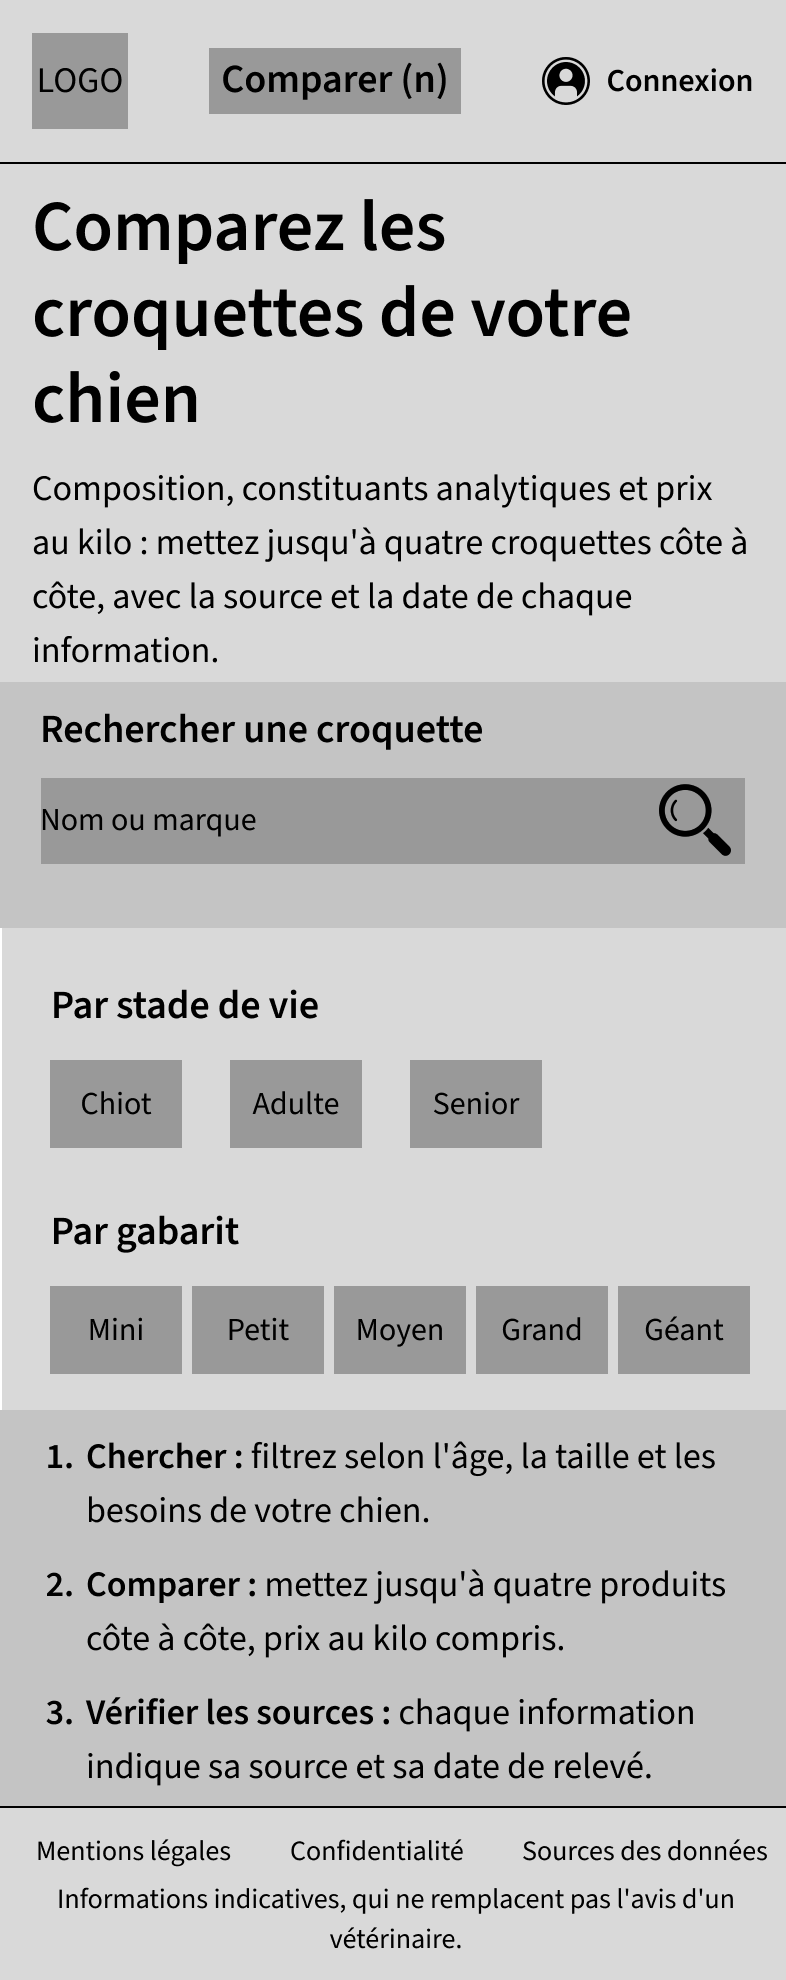 LOGO
Comparer (n)
Connexion
Comparez les
croquettes de votre
chien
Composition, constituants analytiques et prix
au kilo : mettez jusqu'à quatre croquettes côte à
côte, avec la source et la date de chaque
information.
Rechercher une croquette
Nom ou marque
Par stade de vie
Chiot Adulte Senior
Par gabarit
Mini Petit Moyen Grand Géant
1. Chercher : filtrez selon l'âge, la taille et les
besoins de votre chien.
2. Comparer : mettez jusqu'à quatre produits
côte à côte, prix au kilo compris.
3. Vérifier les sources : chaque information
indique sa source et sa date de relevé.
Mentions légales Confidentialité Sources des données
Informations indicatives, qui ne remplacent pas l'avis d'un
vétérinaire.